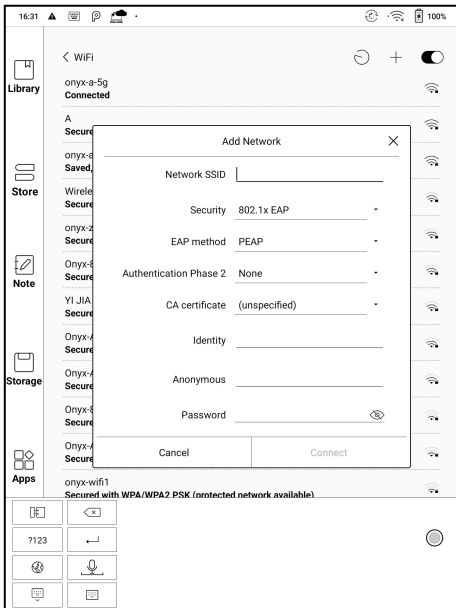 16:31
100%
WiFi
Library
onyx-a-5g
Connected
A
Secure
Add Network
onyx-a
Saved,
Network SSID
Store
Wirele
Secure
Security 802.1x EAP
onyx-z
Secure
EAP method PEAP
Note
Onyx-8
Secure
Authentication Phase 2 None
YI JIA
Secure
CA certificate (unspecified)
Onyx-A
Secure
Identity
Storage
Onyx-A
Secure
Anonymous
Onyx-8
Secure
Password
Onyx-A
Secure
Cancel Connect
Apps
onyx-wifi1
Secured with WPA/WPA2 PSK (protected network available)
?123